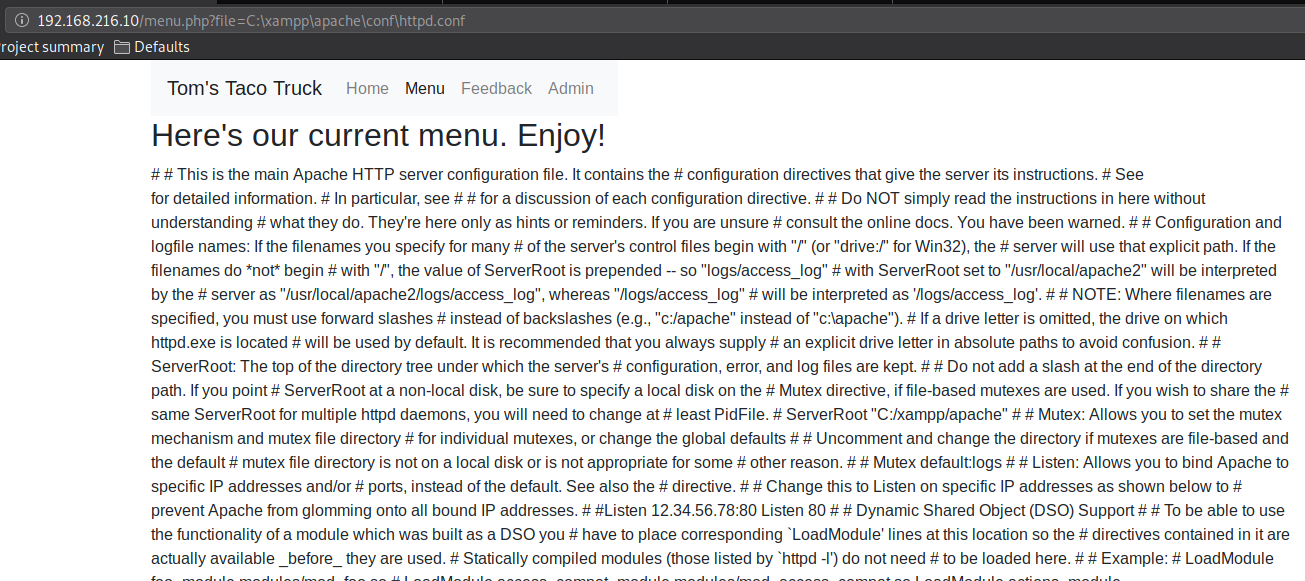 192.168.216.10/menu.php?file=C:\xampp\apache\conf\httpd.conf
roject summary Defaults
Tom's Taco Truck Home Menu Feedback Admin
Here's our current menu. Enjoy!
# # This is the main Apache HTTP server configuration file. It contains the # configuration directives that give the server its instructions. # See
for detailed information. # In particular, see # # for a discussion of each configuration directive. # # Do NOT simply read the instructions in here without
understanding # what they do. They're here only as hints or reminders. If you are unsure # consult the online docs. You have been warned. # # Configuration and
logfile names: If the filenames you specify for many # of the server's control files begin with "/" (or "drive:/" for Win32), the # server will use that explicit path. If the
filenames do *not* begin # with "/", the value of ServerRoot is prepended -- so "logs/access_log" # with ServerRoot set to "/usr/local/apache2" will be interpreted
by the # server as "/usr/local/apache2/logs/access_log", whereas "/logs/access_log" # will be interpreted as '/logs/access_log'. # # NOTE: Where filenames are
specified, you must use forward slashes # instead of backslashes (e.g., "c:/apache" instead of "c:\apache"). # If a drive letter is omitted, the drive on which
httpd.exe is located # will be used by default. It is recommended that you always supply # an explicit drive letter in absolute paths to avoid confusion. # #
ServerRoot: The top of the directory tree under which the server's # configuration, error, and log files are kept. # # Do not add a slash at the end of the directory
path. If you point # ServerRoot at a non-local disk, be sure to specify a local disk on the # Mutex directive, if file-based mutexes are used. If you wish to share the #
same ServerRoot for multiple httpd daemons, you will need to change at # least PidFile. # ServerRoot "C:/xampp/apache" # # Mutex: Allows you to set the mutex
mechanism and mutex file directory # for individual mutexes, or change the global defaults # # Uncomment and change the directory if mutexes are file-based and
the default # mutex file directory is not on a local disk or is not appropriate for some # other reason. # # Mutex default:logs # # Listen: Allows you to bind Apache to
specific IP addresses and/or # ports, instead of the default. See also the # directive. # # Change this to Listen on specific IP addresses as shown below to #
prevent Apache from glomming onto all bound IP addresses. # #Listen 12.34.56.78:80 Listen 80 # # Dynamic Shared Object (DSO) Support # # To be able to use
the functionality of a module which was built as a DSO you # have to place corresponding `LoadModule' lines at this location so the # directives contained in it are
actually available _before_ they are used. # Statically compiled modules (those listed by `httpd -l') do not need # to be loaded here. # # Example: # LoadModule
foo_module modules/mod_foo.so # LoadModule access_compat_module modules/mod_access_compat.so LoadModule actions_module